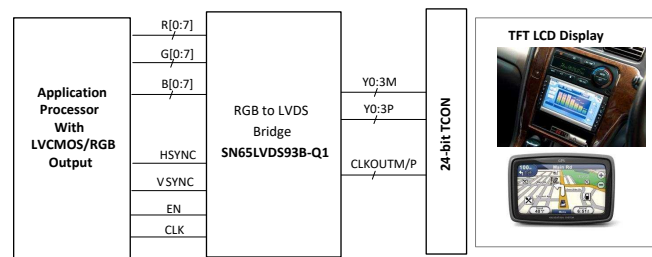 Application
Processor
With
LVCMOS/RGB
Output
R[0:7]
G[0:7]
B[0:7]
HSYNC
VSYNC
EN
CLK
RGB to LVDS
Bridge
SN65LVDS93B-Q1
Y0:3M
Y0:3P
CLKOUTM/P
24-bit TCON
TFT LCD Display